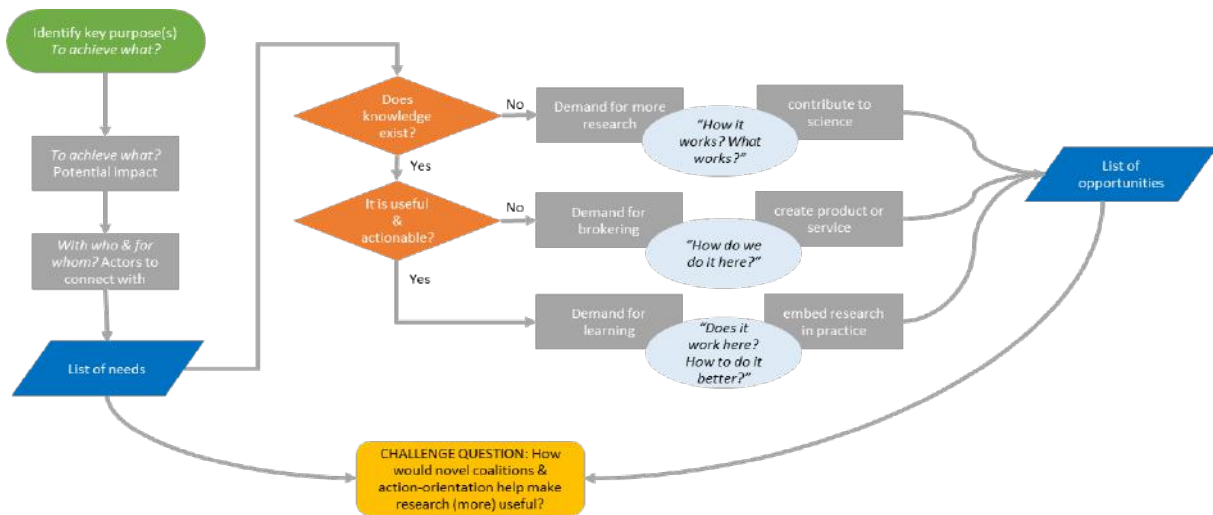 Identify key purpose(s)
To achieve what?
To achieve what?
Potential impact
With who & for
whom? Actors to
connect with
List of needs
Does
knowledge
exist?
No
Yes
It is useful
&
actionable?
No
Yes
Demand for more
research
"How it
works? What
works?"
contribute to
science
Demand for
brokering
"How do we
do it here?"
create product or
service
Demand for
learning
"Does it
work here?
How to do it
better?"
embed research
in practice
List of
opportunities
CHALLENGE QUESTION: How
would novel coalitions &
action-orientation help make
research (more) useful?